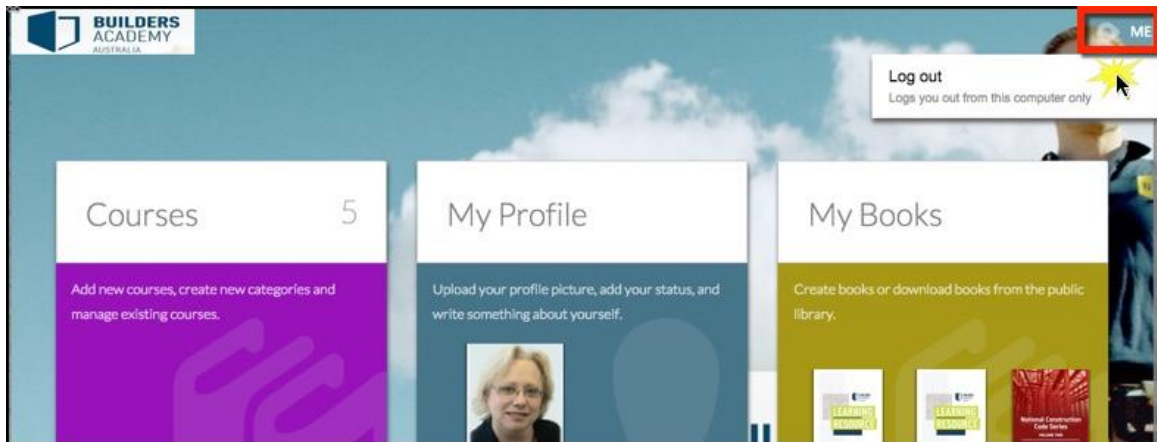 BUILDERS
ACADEMY
AUSTRALIA
ME
Log out
Logs you out from this computer only
Courses 5
My Profile
My Books
Add new courses, create new categories and
manage existing courses.
Upload your profile picture, add your status, and
write something about yourself.
Create books or download books from the public
library.
BUILDERS
LEARNING
RESOURCE
LEARNING
RESOURCE
National Construction
Code Series
VOLUME TWO